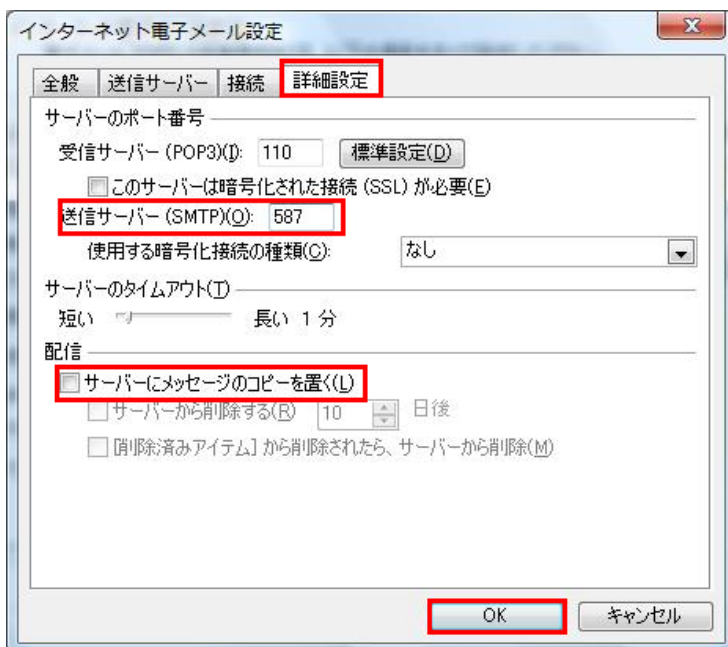 インターネット電子メール設定
全般 送信サーバー 接続 詳細設定
サーバーのポート番号
受信サーバー (POP3)(I): 110 標準設定(D)
このサーバーは暗号化された接続 (SSL) が必要(E)
送信サーバー (SMTP)(O): 587
使用する暗号化接続の種類(C): なし
サーバーのタイムアウト(T)
短い 長い 1 分
配信
サーバーにメッセージのコピーを置く(L)
サーバーから削除する(R) 10 日後
[削除済みアイテム] から削除されたら、サーバーから削除(M)
OK キャンセル